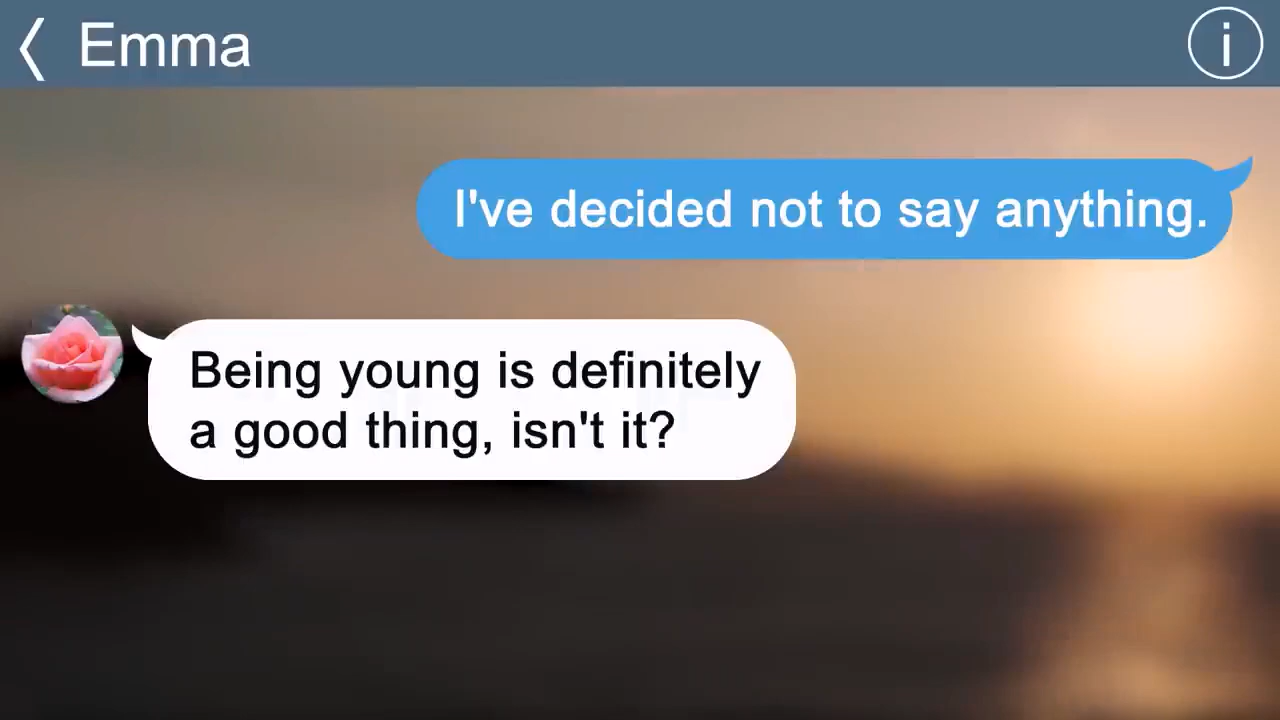 Emma
i
I've decided not to say anything.
Being young is definitely
a good thing, isn't it?